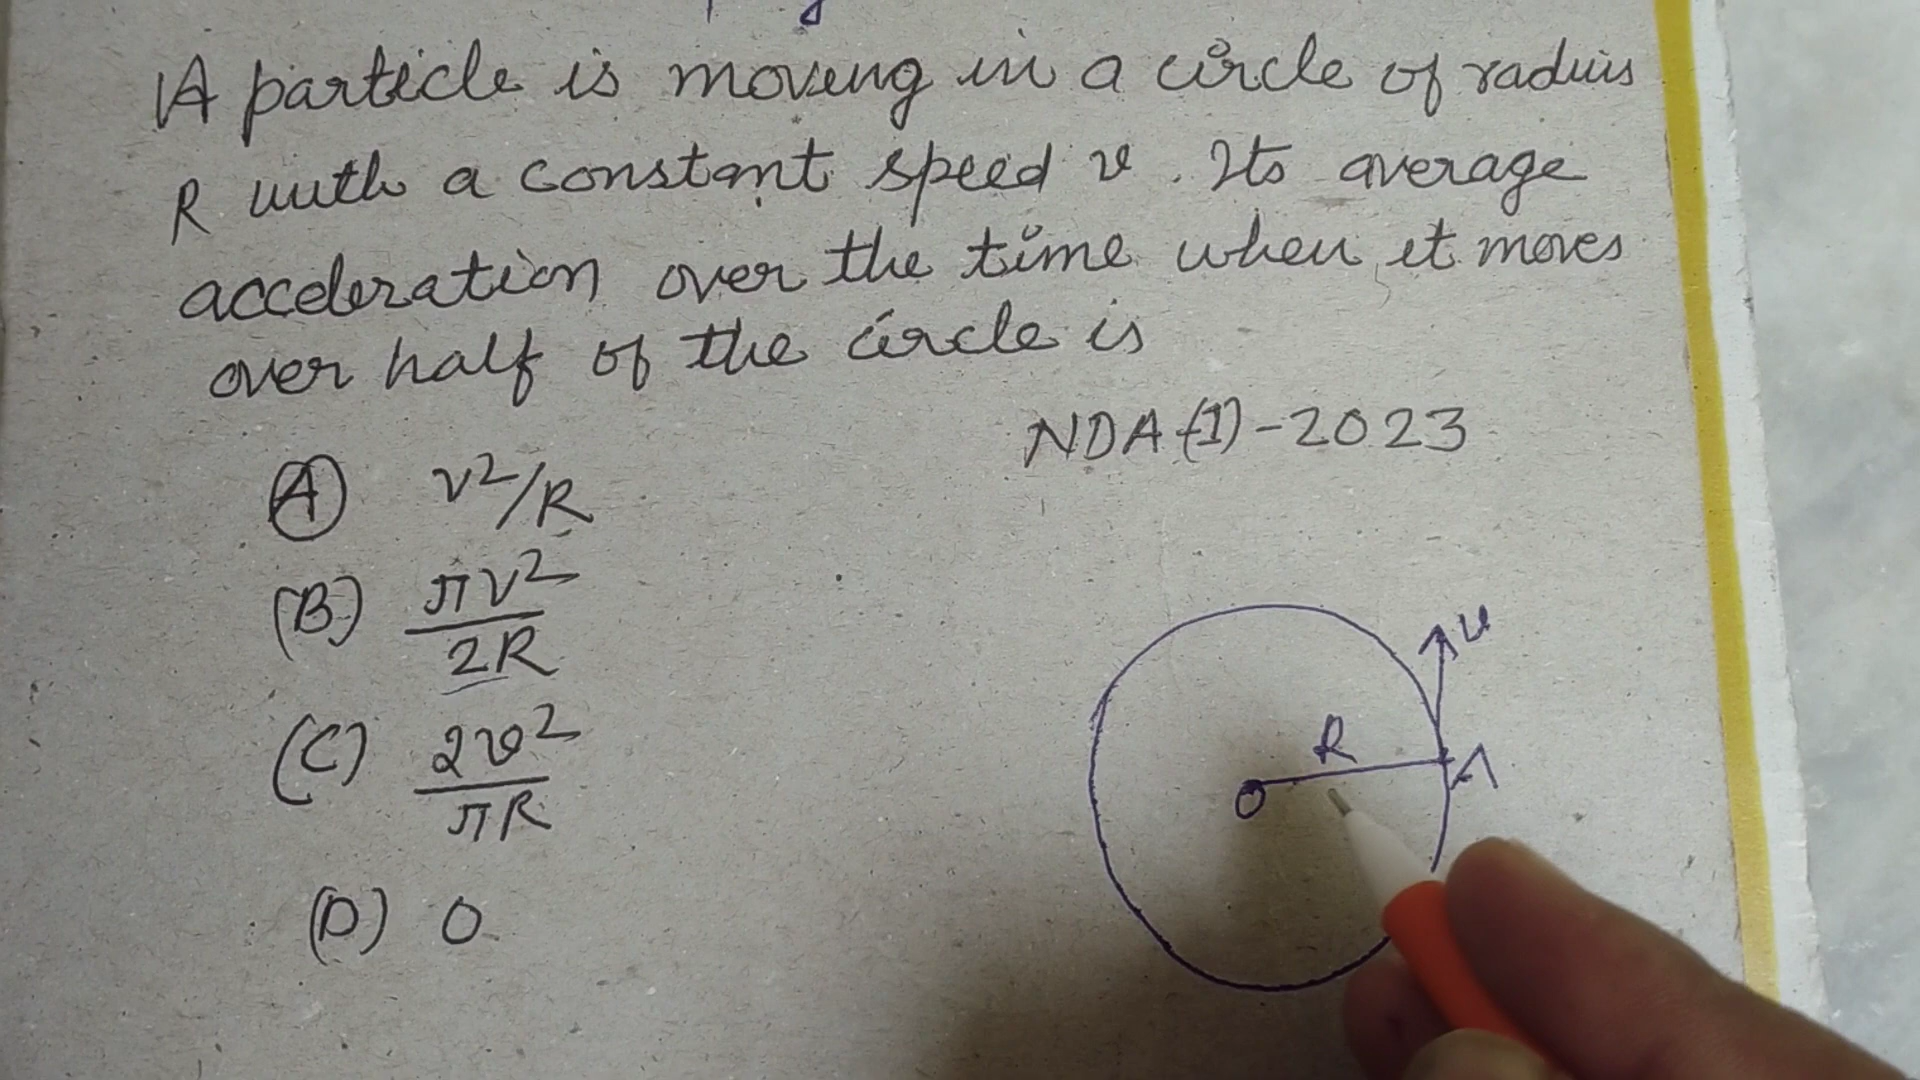 A particle is moving in a circle of radius
R with a constant speed v. Its average
acceleration over the time when it moves
over half of the circle is
NDA-(1)-2023
(A) v²/R
(B) πv²/2R
(C) 2v²/πR
(D) 0
v
R
O
A